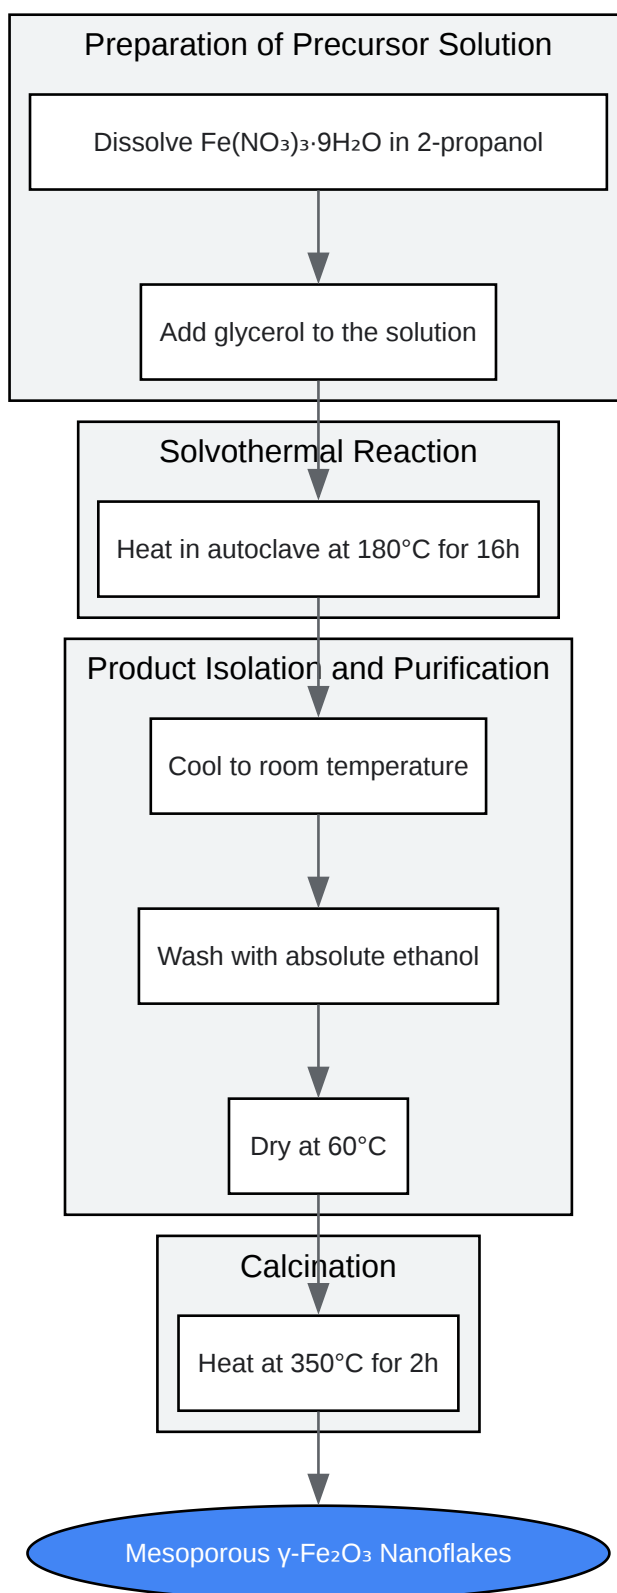 Preparation of Precursor Solution
Dissolve Fe(NO₃)₃·9H₂O in 2-propanol
Add glycerol to the solution
Solvothermal Reaction
Heat in autoclave at 180°C for 16h
Product Isolation and Purification
Cool to room temperature
Wash with absolute ethanol
Dry at 60°C
Calcination
Heat at 350°C for 2h
Mesoporous γ-Fe₂O₃ Nanoflakes